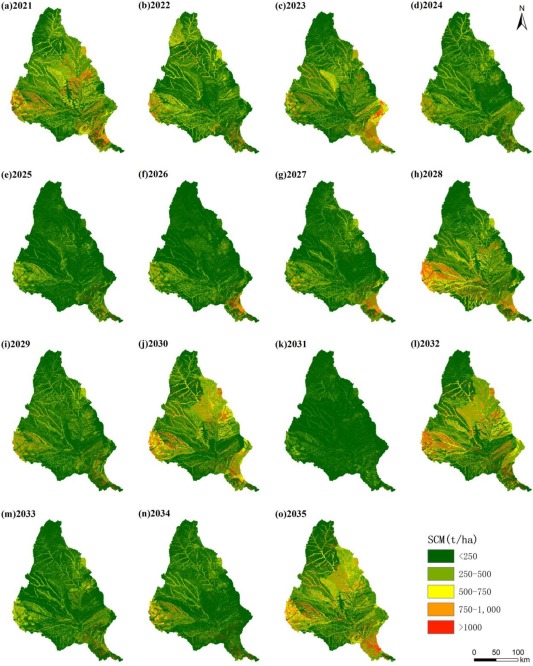 (a)2021
(b)2022
(c)2023
(d)2024
N
(e)2025
(f)2026
(g)2027
(h)2028
(i)2029
(j)2030
(k)2031
(l)2032
(m)2033
(n)2034
(o)2035
SCM(t/ha)
<250
250-500
500-750
750-1,000
>1000
0 50 100
km